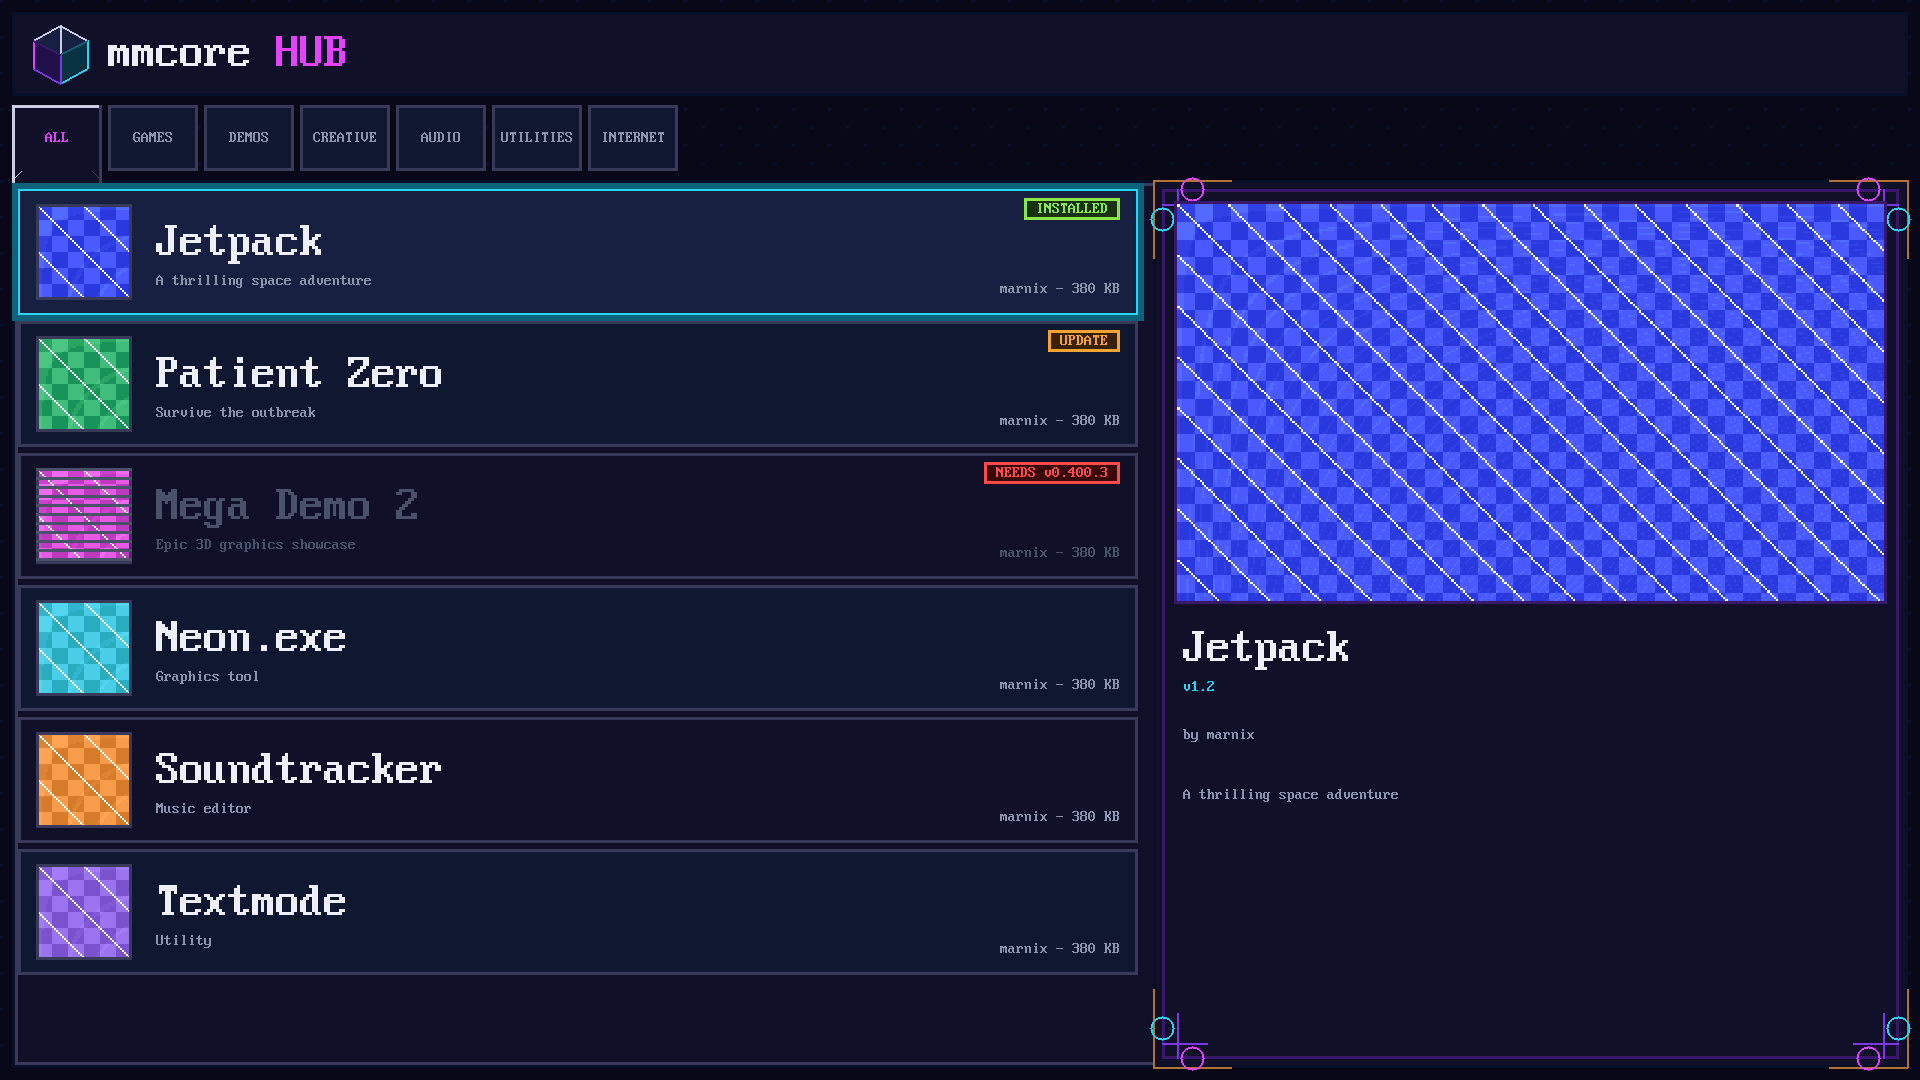 mmcore HUB
ALL GAMES DEMOS CREATIVE AUDIO UTILITIES INTERNET
INSTALLED
Jetpack
A thrilling space adventure
marnix - 380 KB
UPDATE
Patient Zero
Survive the outbreak
marnix - 380 KB
NEEDS v0.400.3
Mega Demo 2
Epic 3D graphics showcase
marnix - 380 KB
Neon.exe
Graphics tool
marnix - 380 KB
Soundtracker
Music editor
marnix - 380 KB
Textmode
Utility
marnix - 380 KB
Jetpack
v1.2
by marnix
A thrilling space adventure